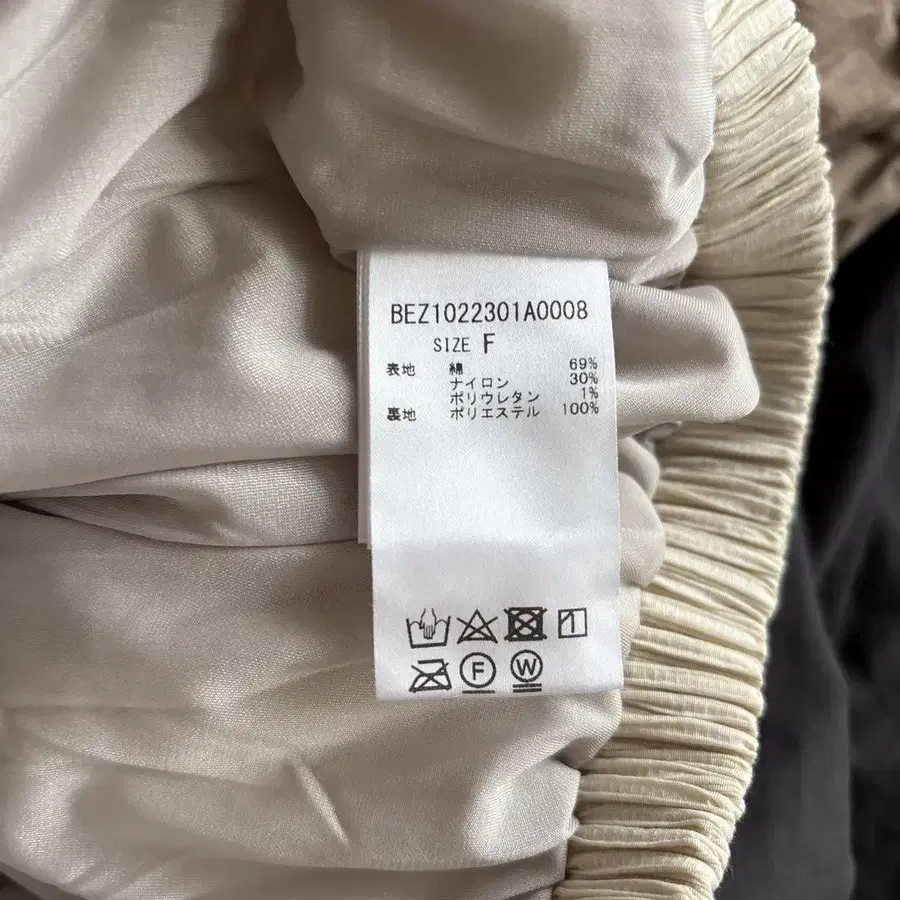 BEZ1022301A0008
SIZE F
表地 綿 69%
ナイロン 30%
ポリウレタン 1%
裏地 ポリエステル 100%
F W